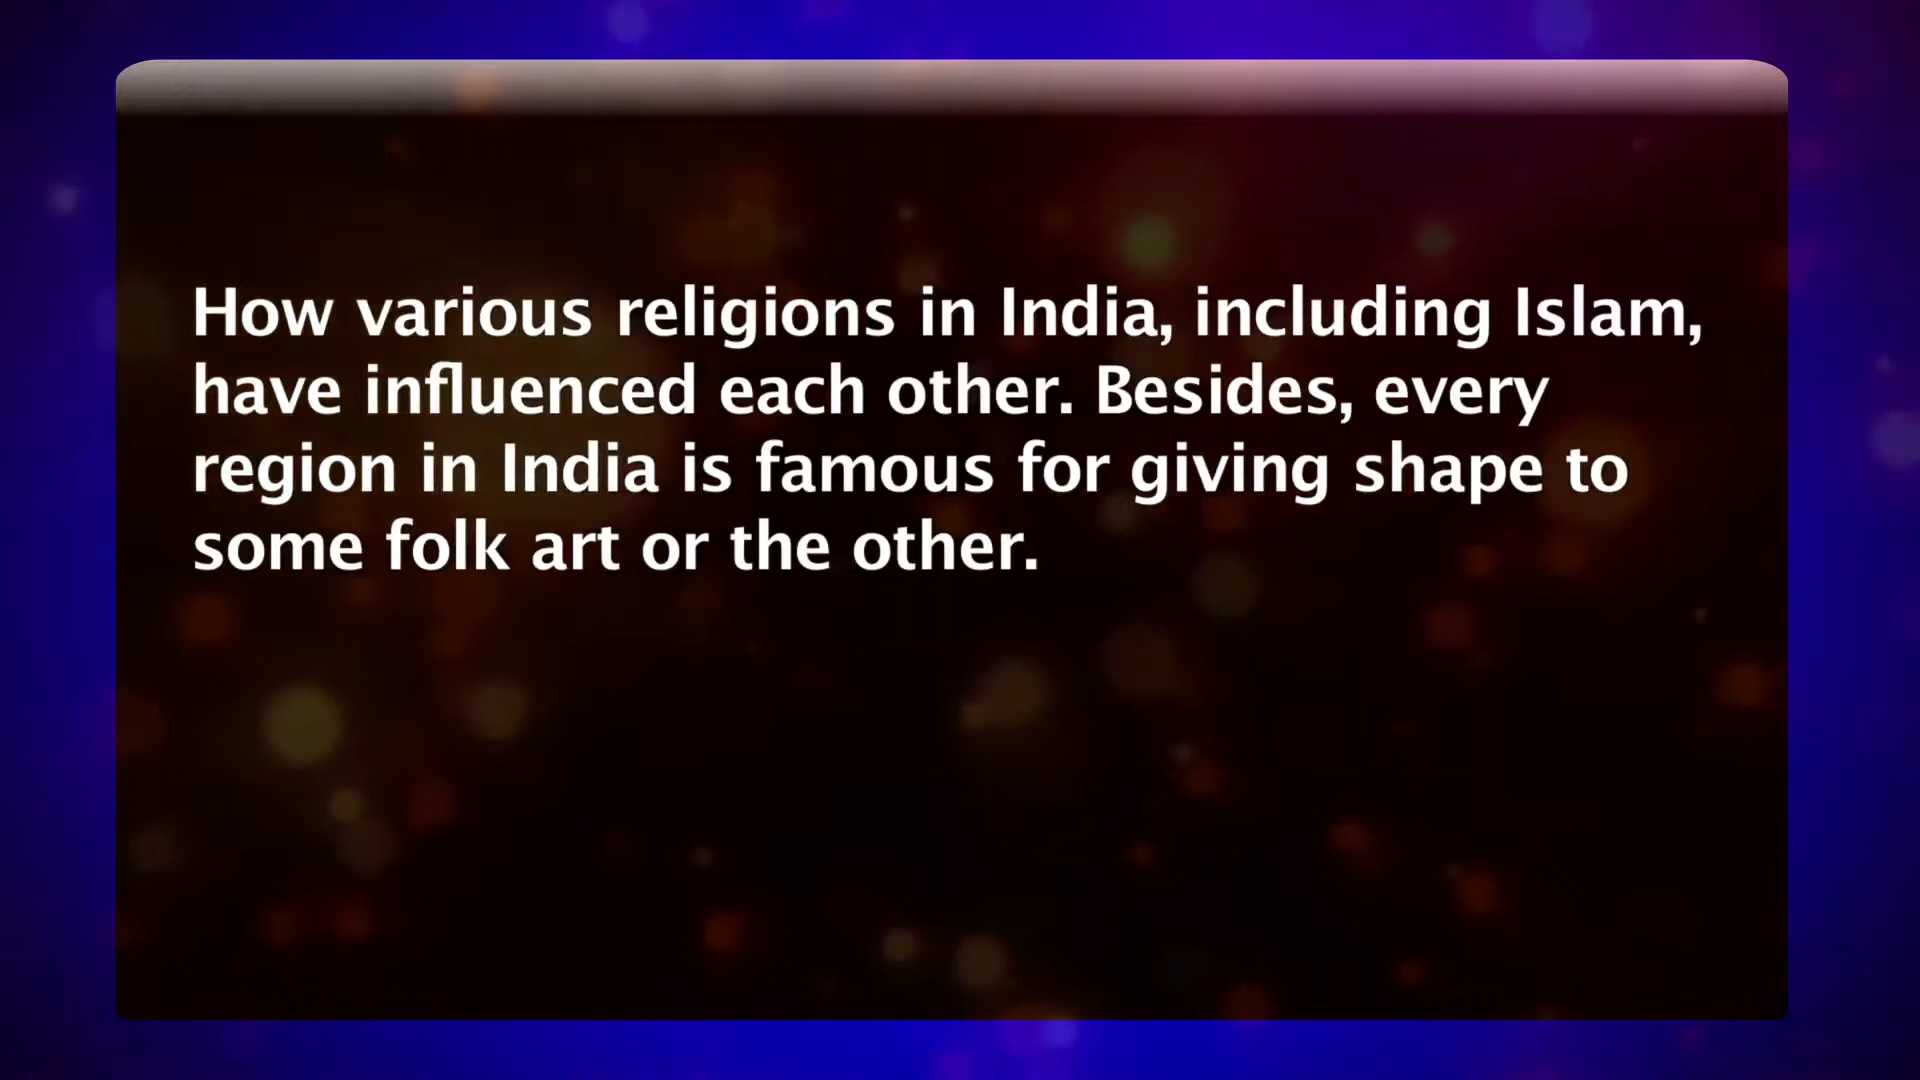 How various religions in India, including Islam,
have influenced each other. Besides, every
region in India is famous for giving shape to
some folk art or the other.